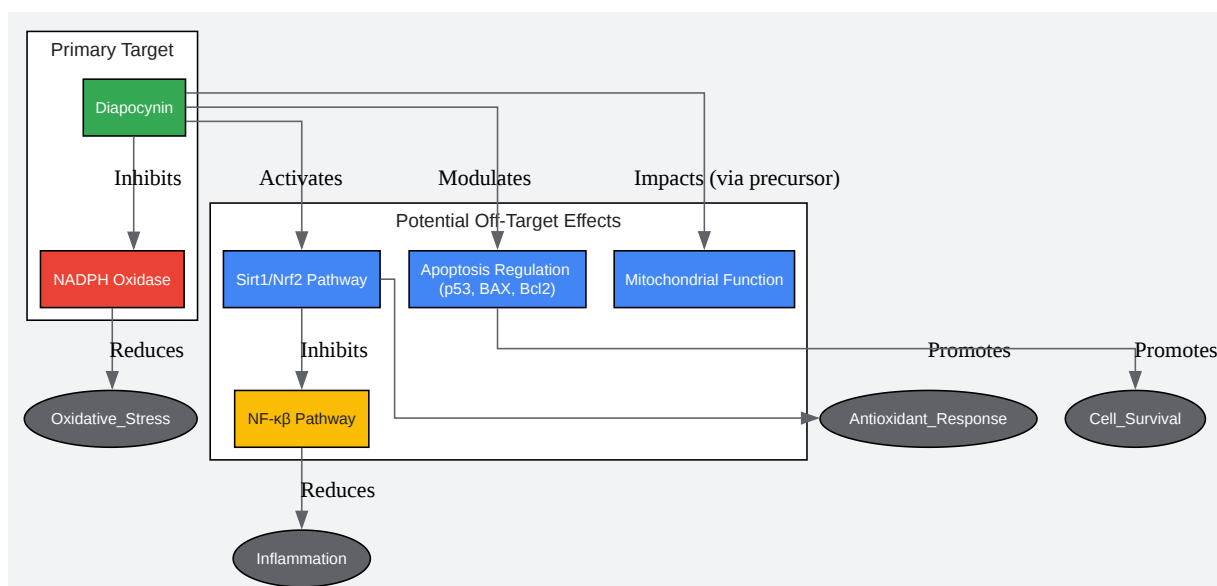 Primary Target
Diapocynin
Inhibits
Activates
Modulates
Impacts (via precursor)
Potential Off-Target Effects
NADPH Oxidase
Sirt1/Nrf2 Pathway
Apoptosis Regulation
(p53, BAX, Bcl2)
Mitochondrial Function
Reduces
Inhibits
Promotes
Promotes
Oxidative_Stress
NF-κβ Pathway
Antioxidant_Response
Cell_Survival
Reduces
Inflammation